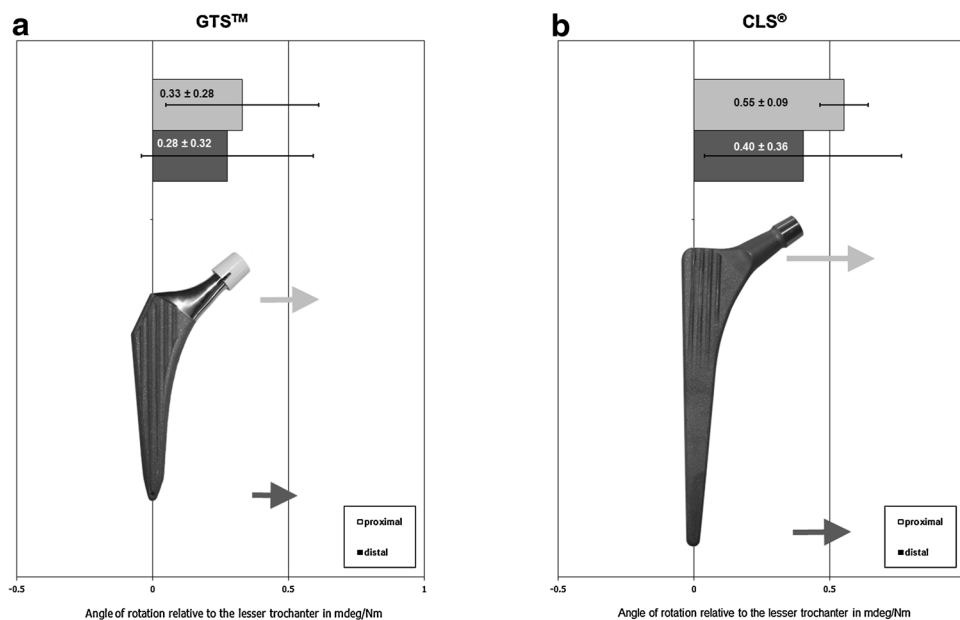 a
GTS™
0.33 ± 0.28
0.28 ± 0.32
proximal
distal
-0.5 0 0.5 1
Angle of rotation relative to the lesser trochanter in mdeg/Nm
b
CLS®
0.55 ± 0.09
0.40 ± 0.36
proximal
distal
-0.5 0 0.5
Angle of rotation relative to the lesser trochanter in mdeg/Nm